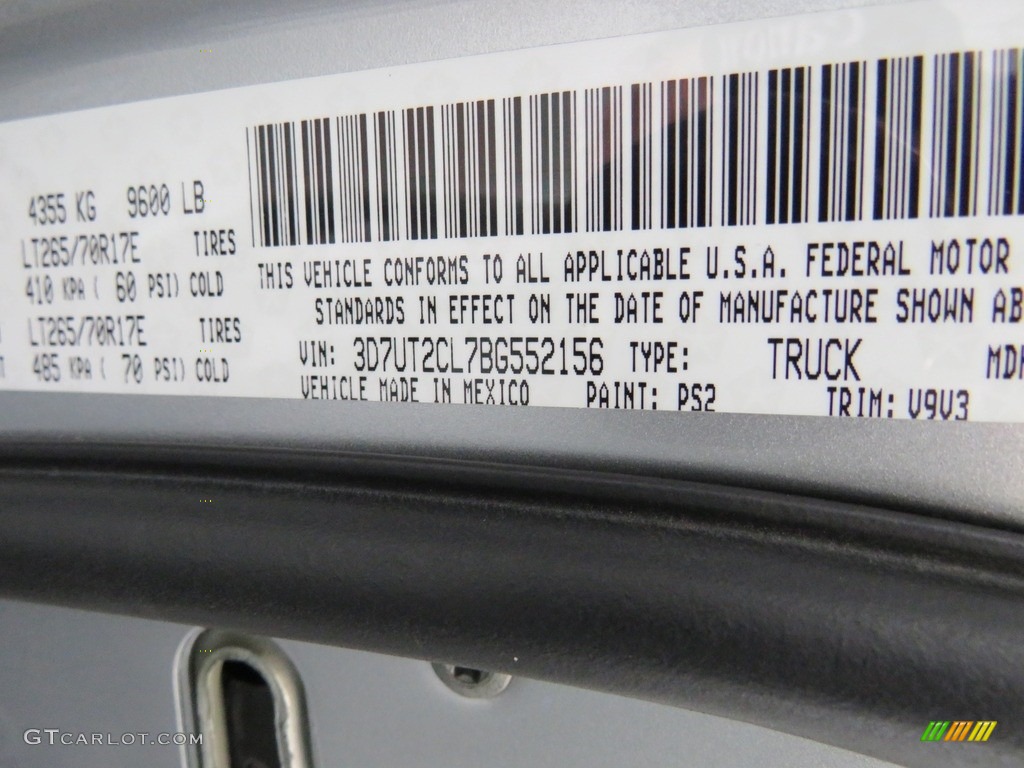 4355 KG 9600 LB
LT265/70R17E TIRES
410 KPA ( 60 PSI) COLD
LT265/70R17E TIRES
485 KPA ( 70 PSI) COLD
THIS VEHICLE CONFORMS TO ALL APPLICABLE U.S.A. FEDERAL MOTOR
STANDARDS IN EFFECT ON THE DATE OF MANUFACTURE SHOWN AB
VIN: 3D7UT2CL7BG552156 TYPE: TRUCK MDH
VEHICLE MADE IN MEXICO PAINT: PS2 TRIM: V9V3
GTCARLOT.COM